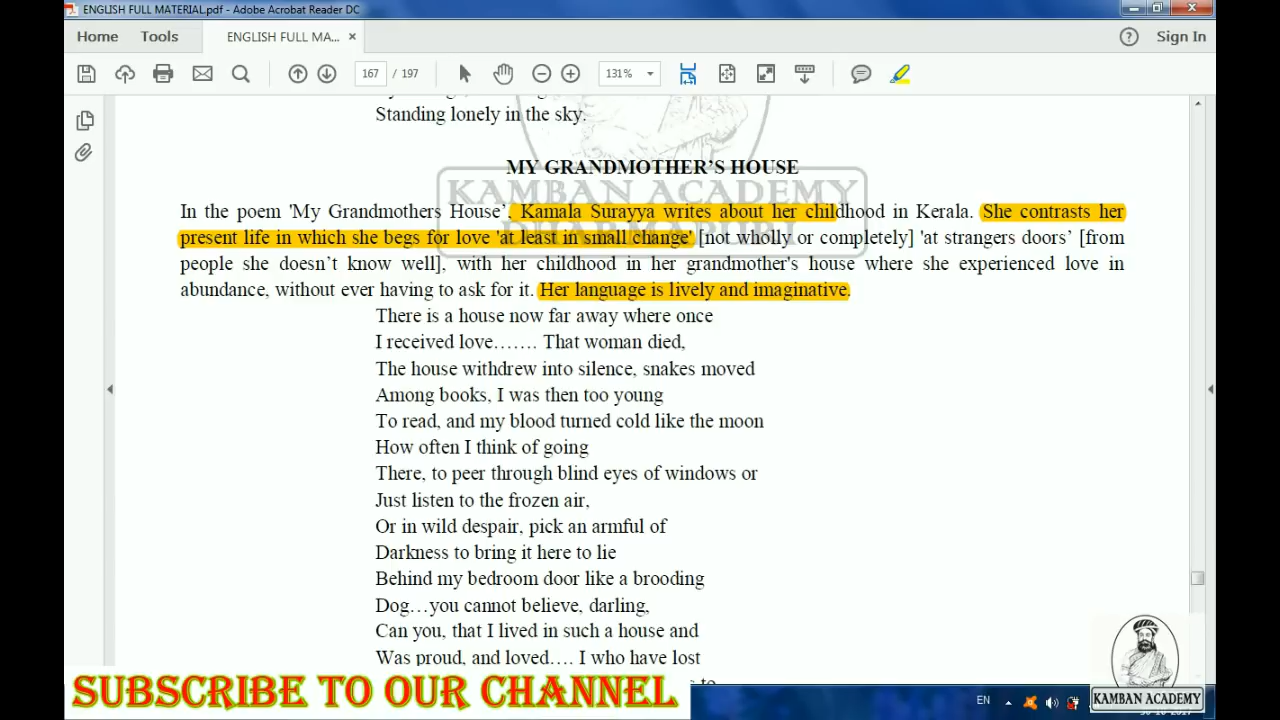 ENGLISH FULL MATERIAL.pdf - Adobe Acrobat Reader DC
Home Tools ENGLISH FULL MA... × Sign In
167 / 197 131%
Standing lonely in the sky.
MY GRANDMOTHER'S HOUSE
KAMBAN ACADEMY
DHARMAPURI
In the poem 'My Grandmothers House’, Kamala Surayya writes about her childhood in Kerala. She contrasts her
present life in which she begs for love 'at least in small change' [not wholly or completely] 'at strangers doors’ [from
people she doesn’t know well], with her childhood in her grandmother's house where she experienced love in
abundance, without ever having to ask for it. Her language is lively and imaginative.
There is a house now far away where once
I received love……. That woman died,
The house withdrew into silence, snakes moved
Among books, I was then too young
To read, and my blood turned cold like the moon
How often I think of going
There, to peer through blind eyes of windows or
Just listen to the frozen air,
Or in wild despair, pick an armful of
Darkness to bring it here to lie
Behind my bedroom door like a brooding
Dog…you cannot believe, darling,
Can you, that I lived in such a house and
Was proud, and loved…. I who have lost
SUBSCRIBE TO OUR CHANNEL
EN
KAMBAN ACADEMY